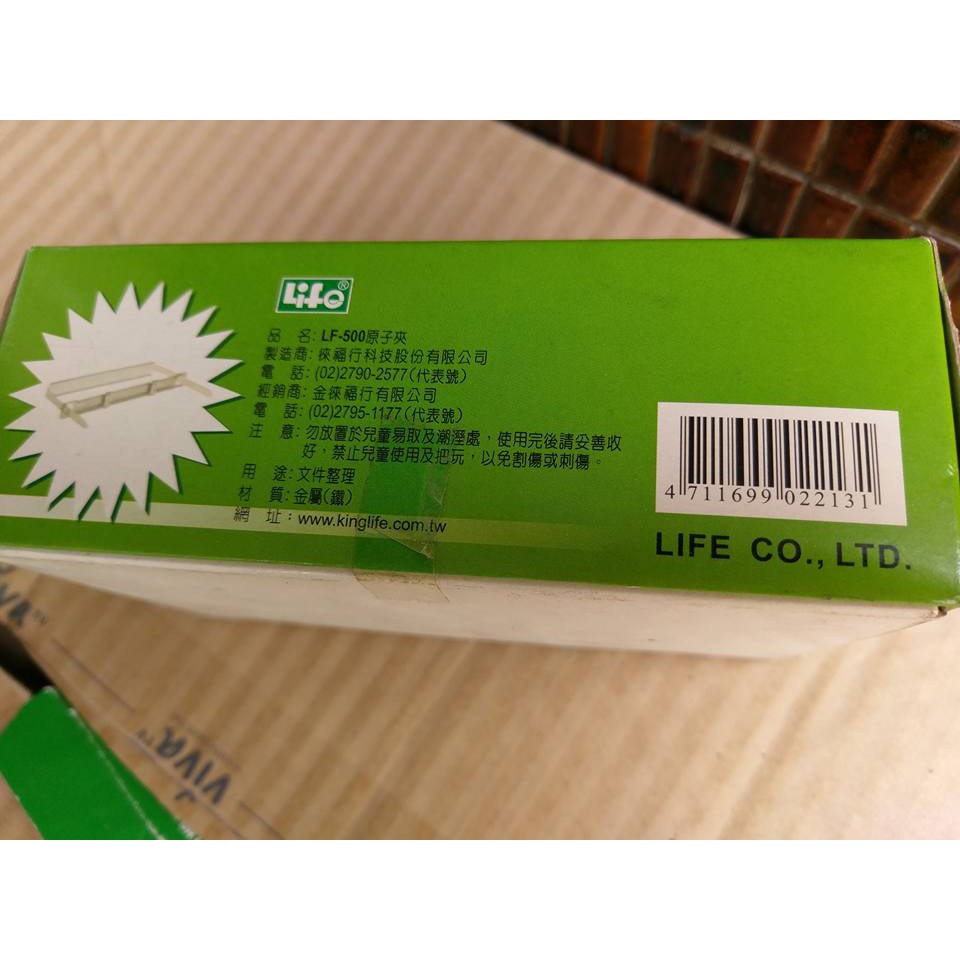 Life®
品 名: LF-500原子夾
製造商: 徠福行科技股份有限公司
電 話: (02)2790-2577(代表號)
經銷商: 金徠福行有限公司
電 話: (02)2795-1177(代表號)
注 意: 勿放置於兒童易取及潮溼處，使用完後請妥善收
好，禁止兒童使用及把玩，以免割傷或刺傷。
用 途: 文件整理
材 質: 金屬(鐵)
網 址：www.kinglife.com.tw
4 711699 022131
LIFE CO., LTD.
VIVA
VIVA